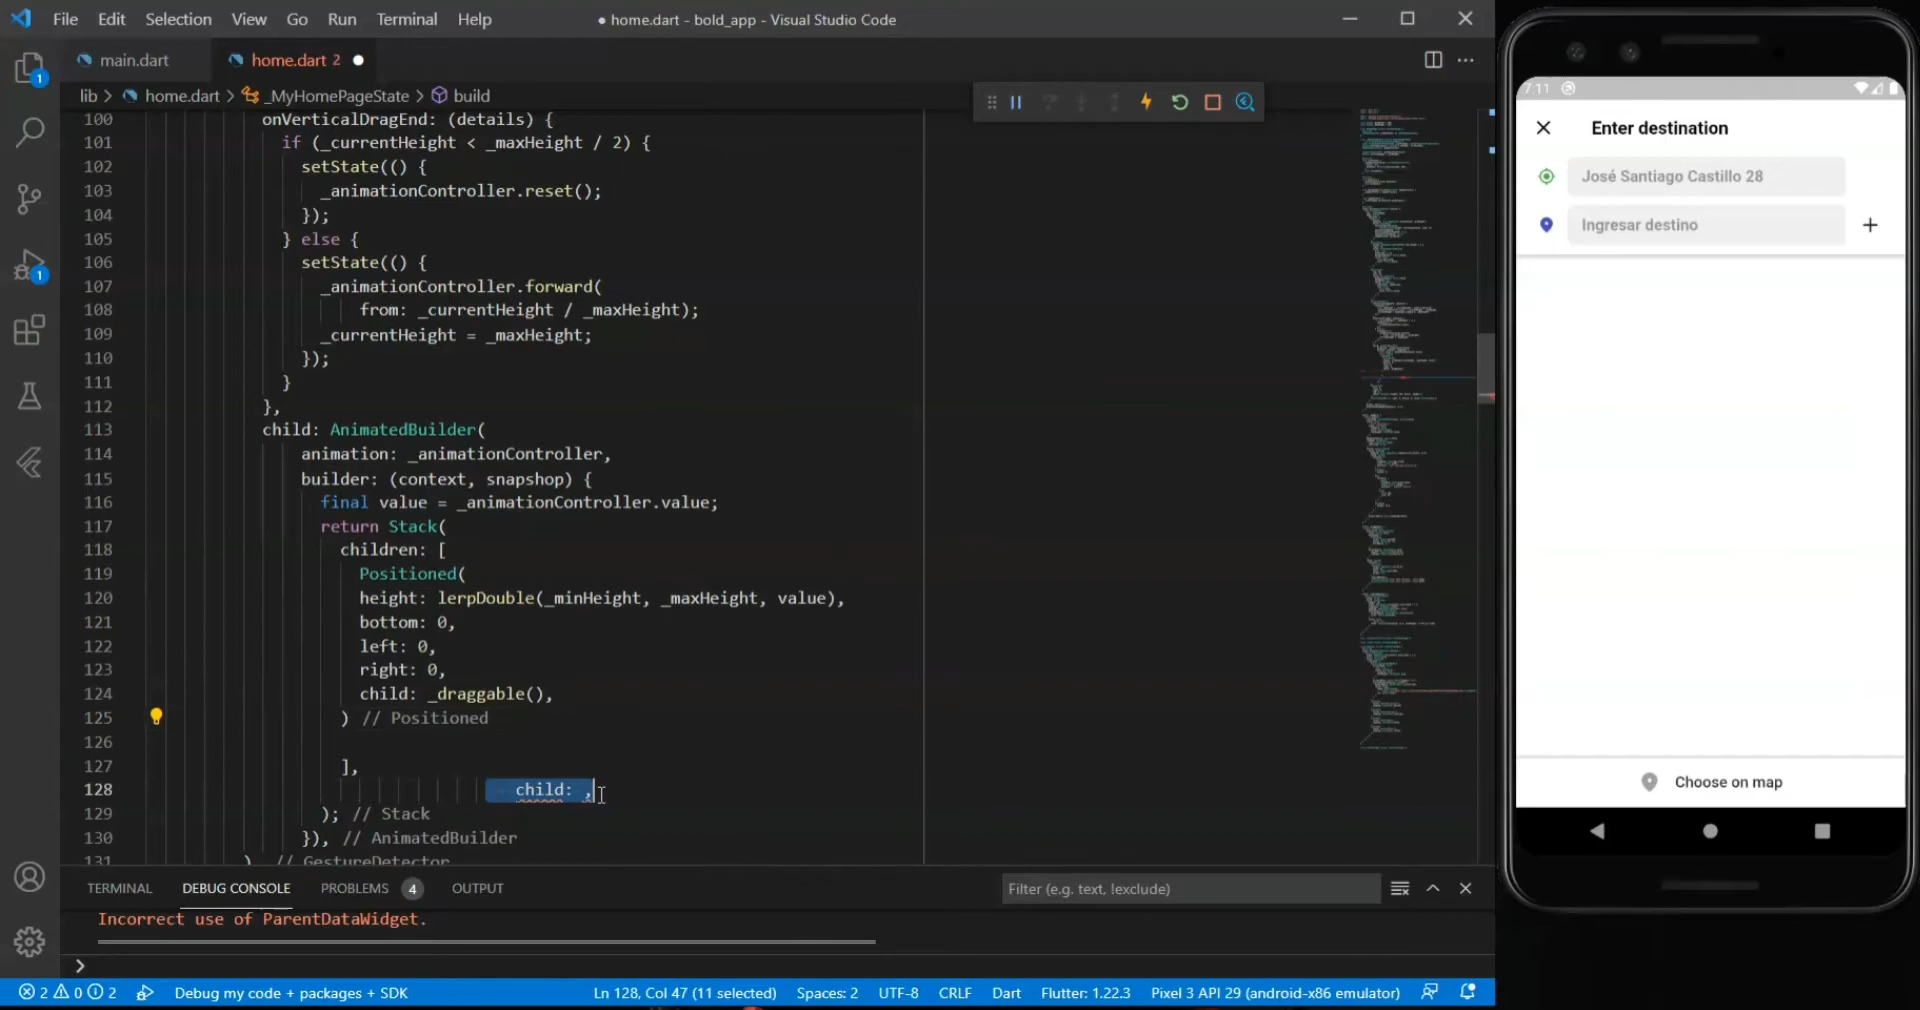 File Edit Selection View Go Run Terminal Help
● home.dart - bold_app - Visual Studio Code
main.dart
home.dart 2 ●
lib > home.dart > _MyHomePageState > build
100 onVerticalDragEnd: (details) {
101 if (_currentHeight < _maxHeight / 2) {
102 setState(() {
103 _animationController.reset();
104 });
105 } else {
106 setState(() {
107 _animationController.forward(
108 from: _currentHeight / _maxHeight);
109 _currentHeight = _maxHeight;
110 });
111 }
112 },
113 child: AnimatedBuilder(
114 animation: _animationController,
115 builder: (context, snapshop) {
116 final value = _animationController.value;
117 return Stack(
118 children: [
119 Positioned(
120 height: lerpDouble(_minHeight, _maxHeight, value),
121 bottom: 0,
122 left: 0,
123 right: 0,
124 child: _draggable(),
125 ) // Positioned
126
127 ],
128 child: ,
129 ); // Stack
130 }), // AnimatedBuilder
131 ) // GestureDetector
TERMINAL DEBUG CONSOLE PROBLEMS 4 OUTPUT
Filter (e.g. text, !exclude)
Incorrect use of ParentDataWidget.
2 0 2 Debug my code + packages + SDK
Ln 128, Col 47 (11 selected) Spaces: 2 UTF-8 CRLF Dart Flutter: 1.22.3 Pixel 3 API 29 (android-x86 emulator)
1
1
7:11
Enter destination
José Santiago Castillo 28
Ingresar destino
Choose on map